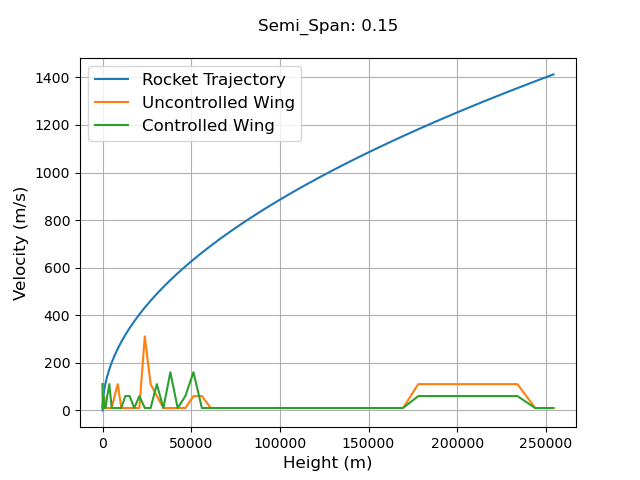 Semi_Span: 0.15
Rocket Trajectory
Uncontrolled Wing
Controlled Wing
Velocity (m/s)
1400
1200
1000
800
600
400
200
0
0
50000
100000
150000
200000
250000
Height (m)